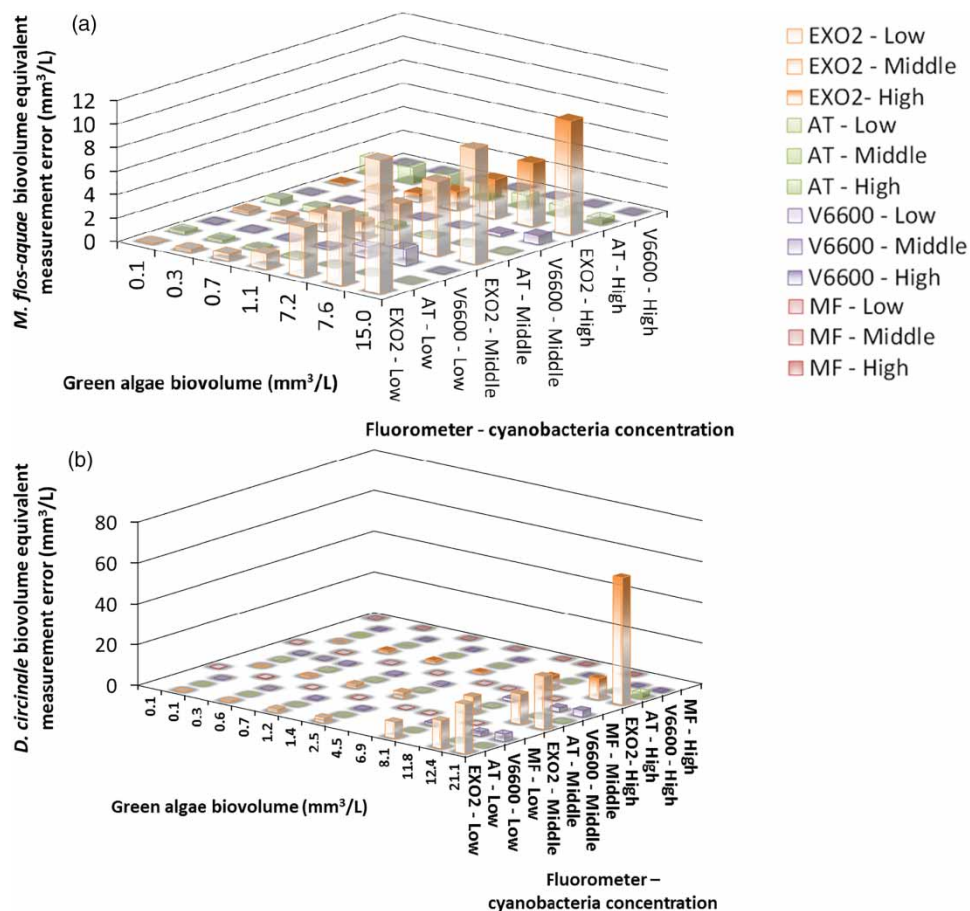 (a)
M. flos-aquae biovolume equivalent
measurement error (mm³/L)
12
10
8
6
4
2
0
0.1
0.3
0.7
1.1
7.2
7.6
15.0
Green algae biovolume (mm³/L)
EXO2 - Low
AT - Low
V6600 - Low
EXO2 - Middle
AT - Middle
V6600 - Middle
EXO2 - High
AT - High
V6600 - High
Fluorometer - cyanobacteria concentration
EXO2 - Low
EXO2 - Middle
EXO2- High
AT - Low
AT - Middle
AT - High
V6600 - Low
V6600 - Middle
V6600 - High
MF - Low
MF - Middle
MF - High
(b)
D. circinale biovolume equivalent
measurement error (mm³/L)
80
60
40
20
0
0.1
0.1
0.3
0.6
0.7
1.2
1.4
2.5
4.5
6.9
8.1
11.8
12.4
21.1
Green algae biovolume (mm³/L)
EXO2 - Low
AT - Low
V6600 - Low
MF - Low
EXO2 - Middle
AT - Middle
V6600 - Middle
MF - Middle
EXO2- High
AT - High
V6600 - High
MF - High
Fluorometer –
cyanobacteria concentration